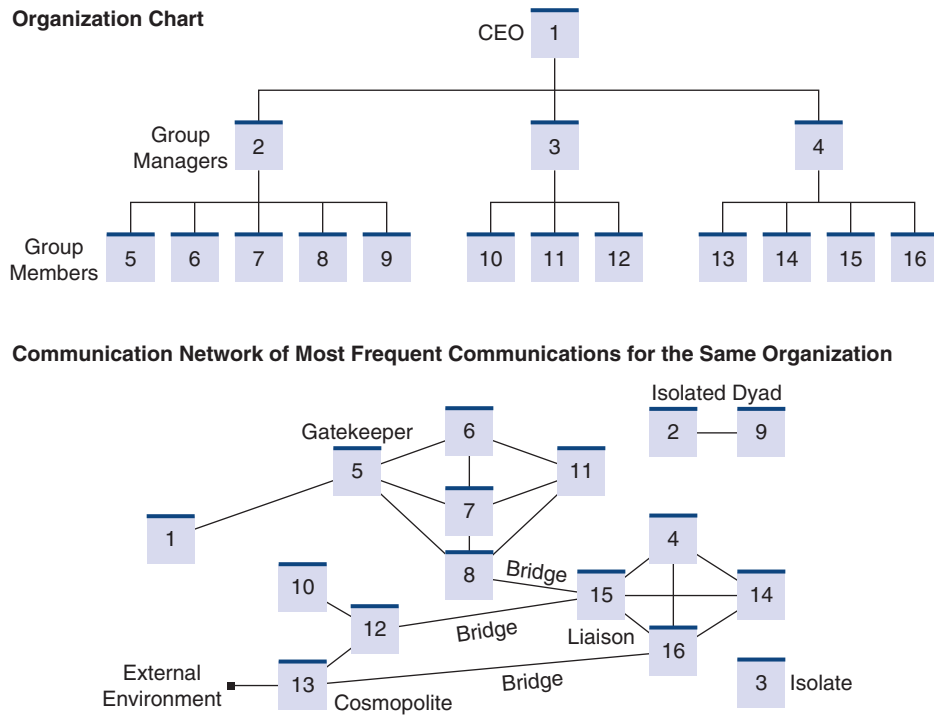 Organization Chart
CEO 1
Group
Managers
2 3 4
Group
Members
5 6 7 8 9 10 11 12 13 14 15 16
Communication Network of Most Frequent Communications for the Same Organization
Isolated Dyad
2 9
Gatekeeper
6
5
11
7
1
4
8
Bridge
10
15
14
12
Bridge
Liaison
16
External
Environment
13
Cosmopolite
Bridge
3 Isolate